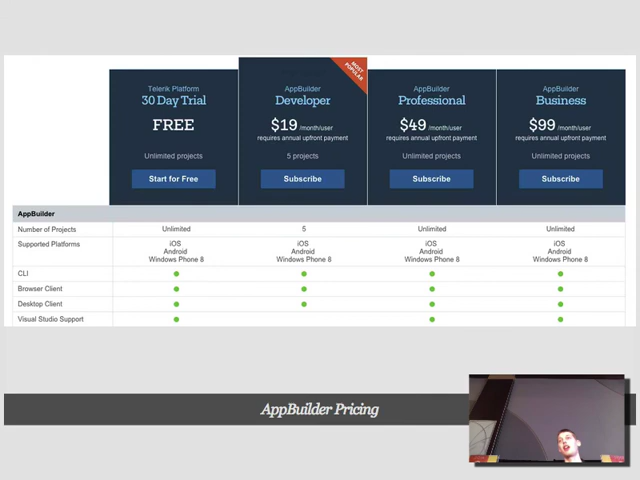 MOST POPULAR
Telerik Platform
30 Day Trial
FREE
Unlimited projects
Start for Free
AppBuilder
Developer
$19 /month/user
requires annual upfront payment
5 projects
Subscribe
AppBuilder
Professional
$49 /month/user
requires annual upfront payment
Unlimited projects
Subscribe
AppBuilder
Business
$99 /month/user
requires annual upfront payment
Unlimited projects
Subscribe
AppBuilder
Number of Projects Unlimited 5 Unlimited Unlimited
Supported Platforms iOS iOS iOS iOS
Android Android Android Android
Windows Phone 8 Windows Phone 8 Windows Phone 8 Windows Phone 8
CLI
Browser Client
Desktop Client
Visual Studio Support
AppBuilder Pricing